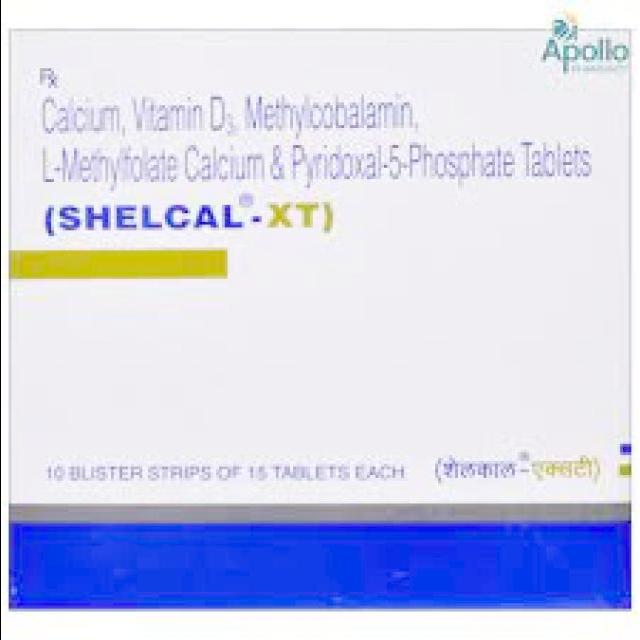 Apollo
Rx
Calcium, Vitamin D3, Methylcobalamin,
L-Methylfolate Calcium & Pyridoxal-5-Phosphate Tablets
(SHELCAL®-XT)
10 BLISTER STRIPS OF 15 TABLETS EACH
(शेलकाल®-एक्सटी)